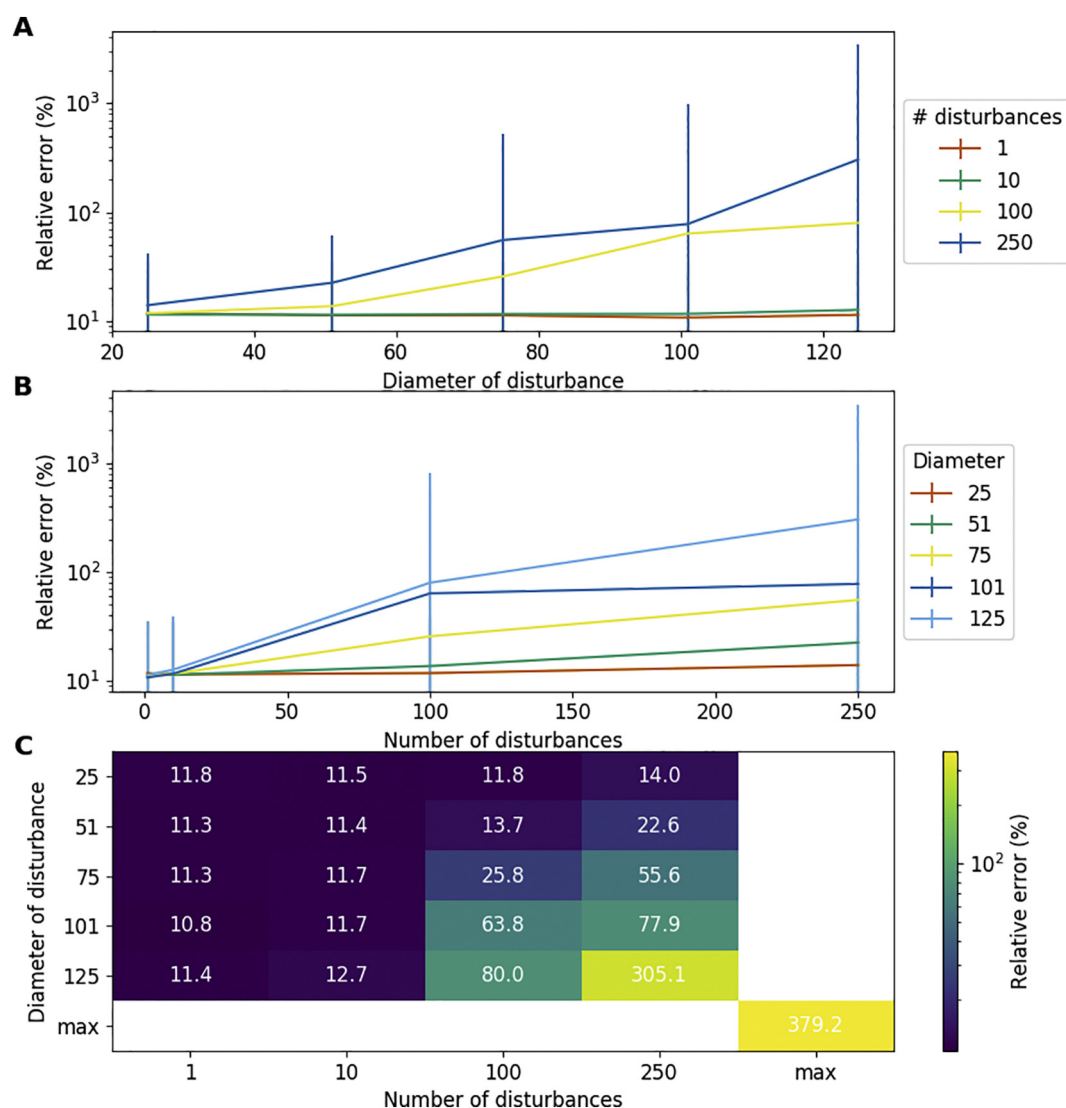 A
Relative error (%)
10³
10²
10¹
20 40 60 80 100 120
Diameter of disturbance
# disturbances
1
10
100
250
B
Relative error (%)
10³
10²
10¹
0 50 100 150 200 250
Number of disturbances
Diameter
25
51
75
101
125
C
Diameter of disturbance
25 11.8 11.5 11.8 14.0
51 11.3 11.4 13.7 22.6
75 11.3 11.7 25.8 55.6
101 10.8 11.7 63.8 77.9
125 11.4 12.7 80.0 305.1
max 379.2
1 10 100 250 max
Number of disturbances
10²
Relative error (%)